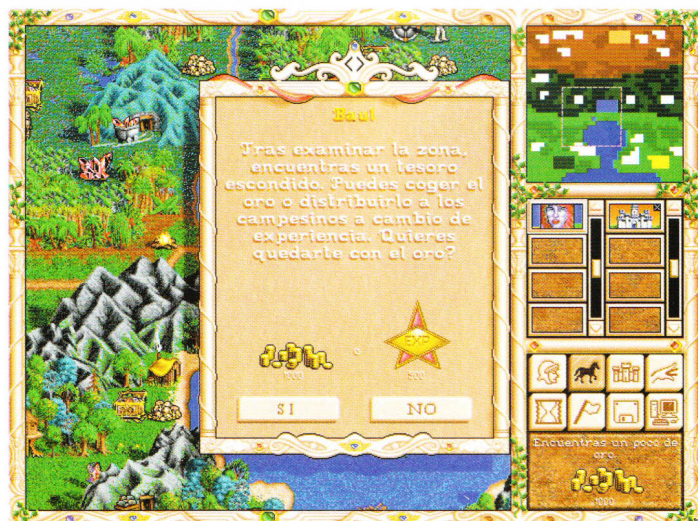 Baul
Tras examinar la zona,
encuentras un tesoro
escondido. Puedes coger el
oro o distribuirlo a los
campesinos a cambio de
experiencia. Quieres
quedarte con el oro?
EXP
1000
o
500
SI
NO
Encuentras un poco de
oro
1000